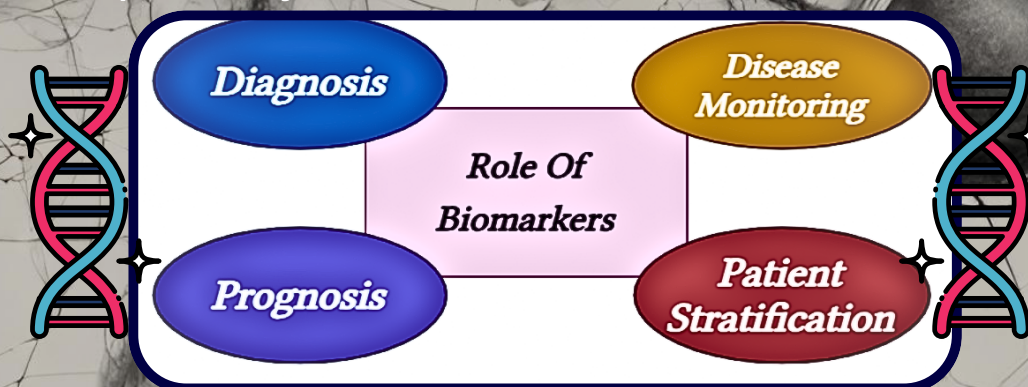 Diagnosis
Disease
Monitoring
Role Of
Biomarkers
Prognosis
Patient
Stratification